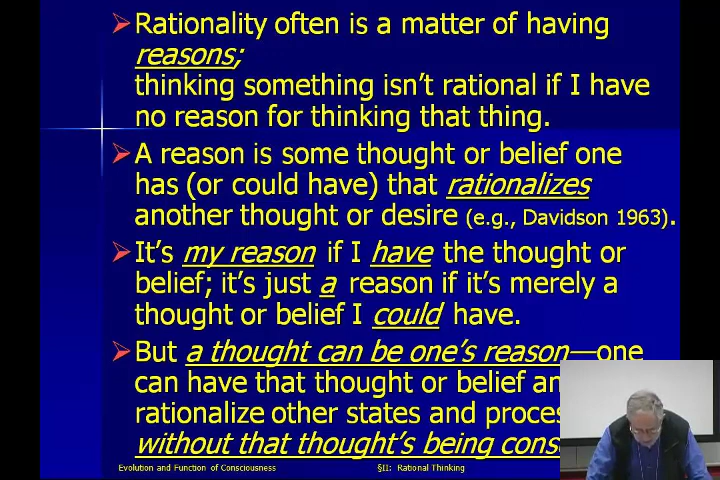 Rationality often is a matter of having
reasons;
thinking something isn't rational if I have
no reason for thinking that thing.
A reason is some thought or belief one
has (or could have) that rationalizes
another thought or desire (e.g., Davidson 1963).
It's my reason if I have the thought or
belief; it's just a reason if it's merely a
thought or belief I could have.
But a thought can be one's reason—one
can have that thought or belief an
rationalize other states and proces
without that thought's being cons
Evolution and Function of Consciousness §II: Rational Thinking